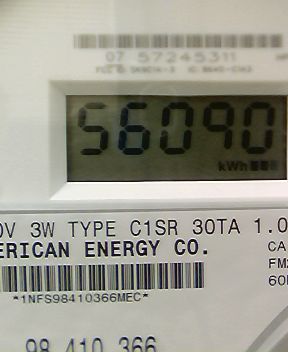 07 57245311
56090
kWh
0V 3W TYPE C1SR 30TA 1.0
ERICAN ENERGY CO.
CA
FM2
60
*1NFS98410366MEC*
98 410 366